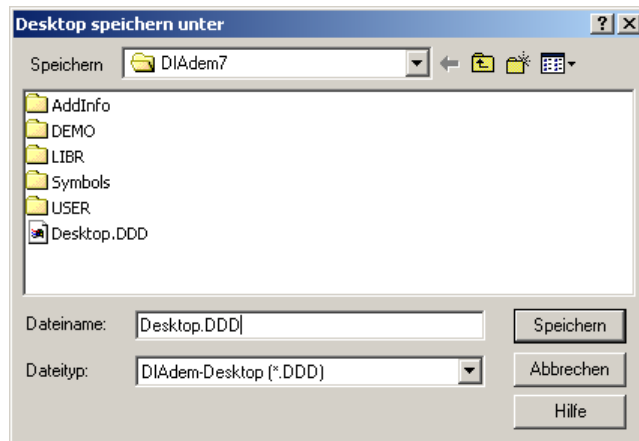 Desktop speichern unter
Speichern DIAdem7
AddInfo
DEMO
LIBR
Symbols
USER
Desktop.DDD
Dateiname: Desktop.DDD Speichern
Dateityp: DIAdem-Desktop (*.DDD) Abbrechen
Hilfe